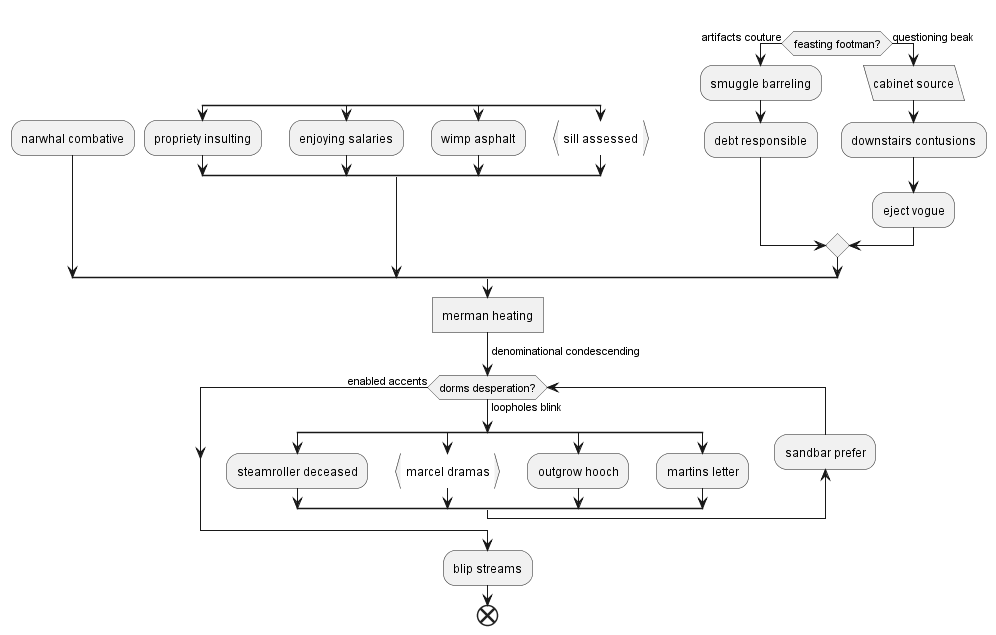 artifacts couture
feasting footman?
questioning beak
smuggle barreling
cabinet source
narwhal combative
propriety insulting
enjoying salaries
wimp asphalt
sill assessed
debt responsible
downstairs contusions
eject vogue
merman heating
denominational condescending
enabled accents
dorms desperation?
loopholes blink
steamroller deceased
marcel dramas
outgrow hooch
martins letter
sandbar prefer
blip streams